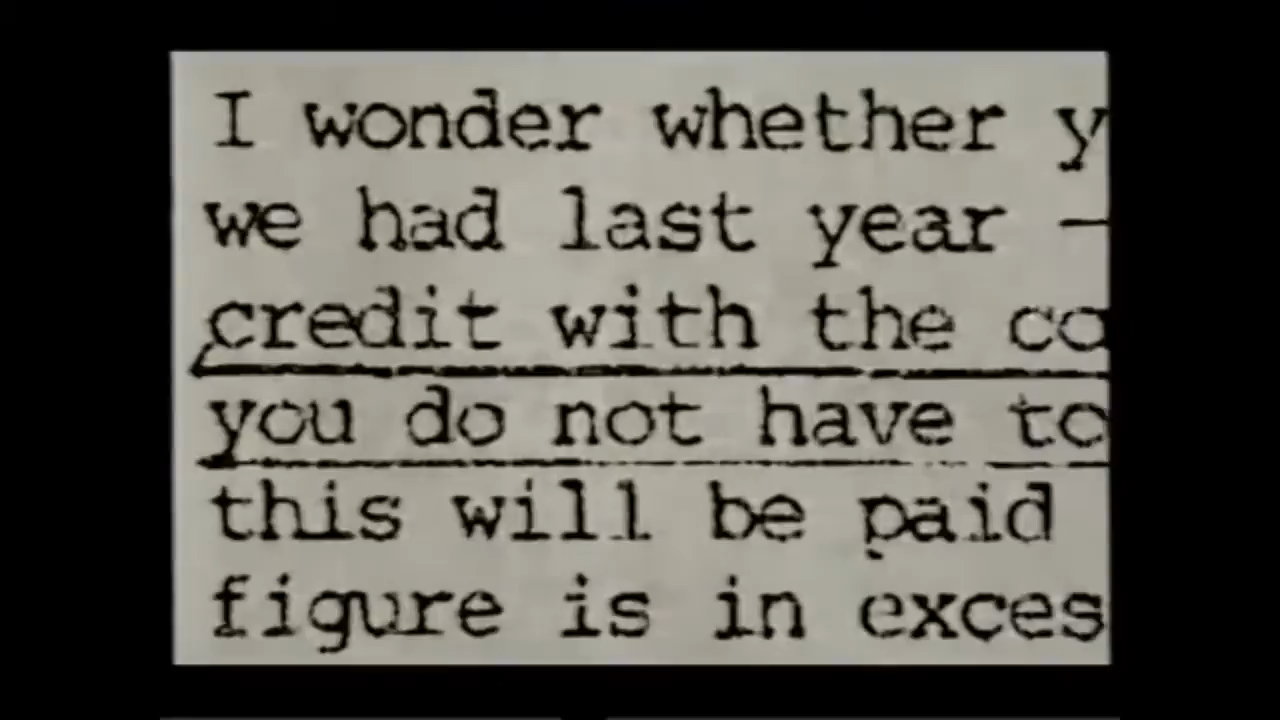 I wonder whether y
we had last year -
credit with the co
you do not have to
this will be paid
figure is in exces